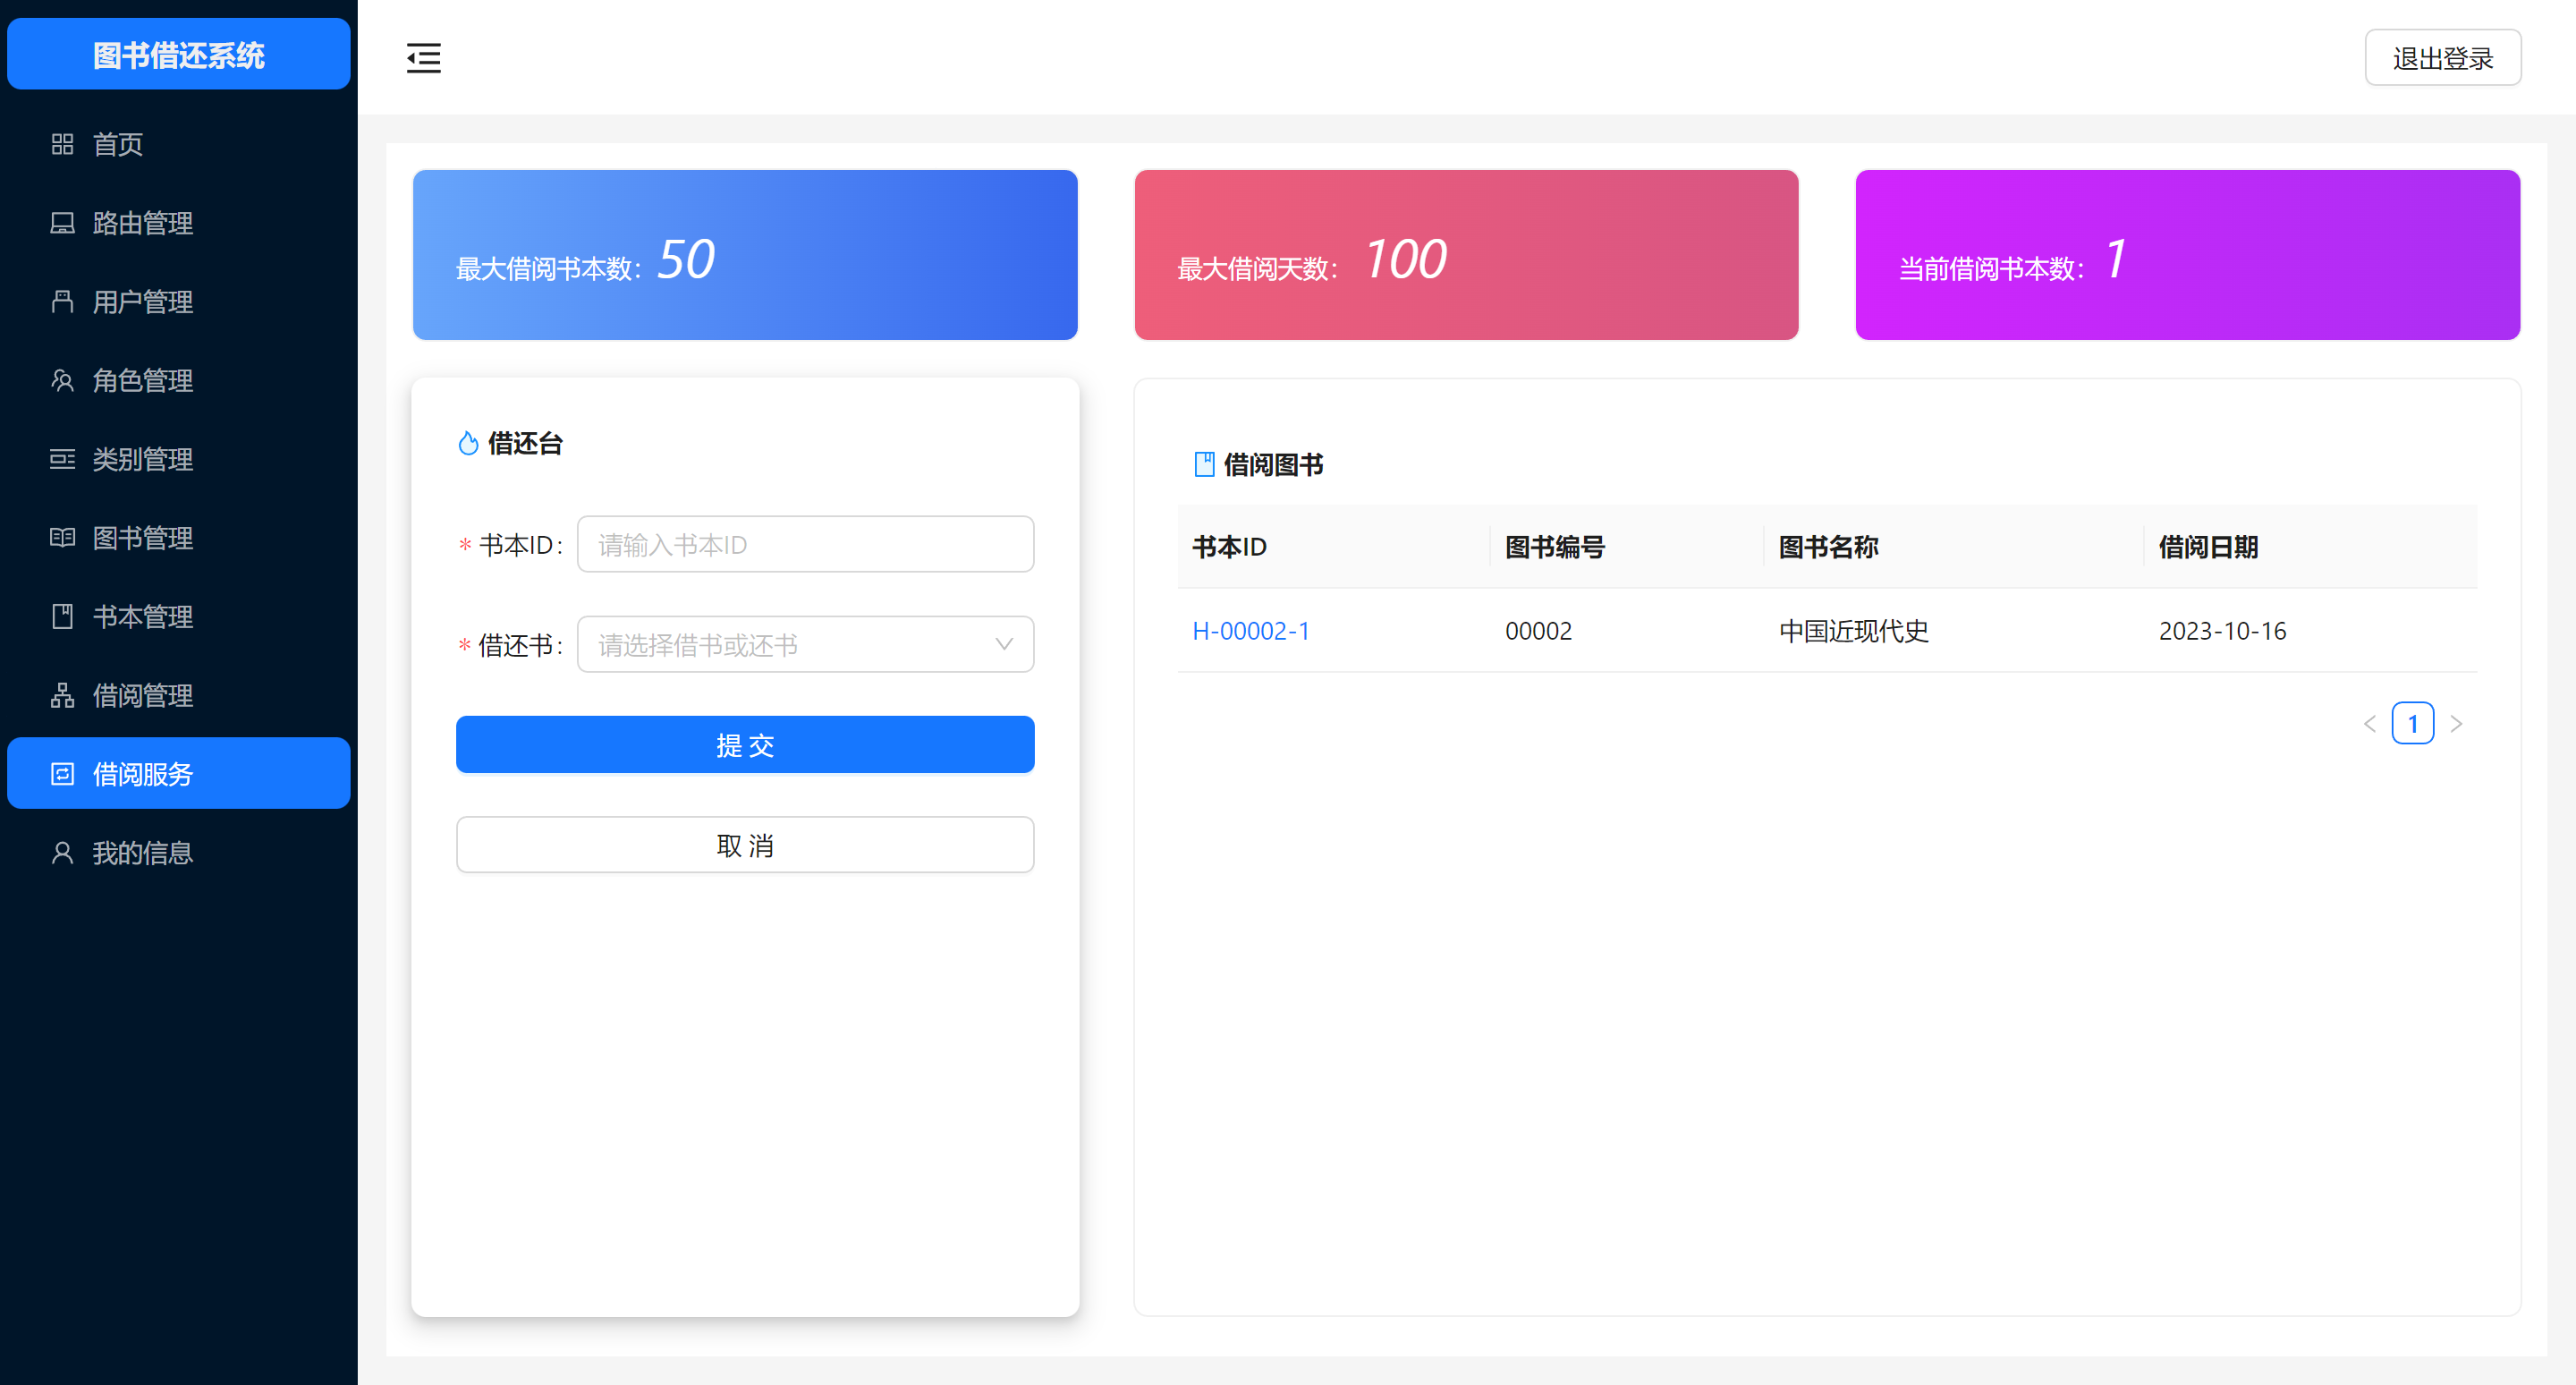 图书借还系统
首页
路由管理
用户管理
角色管理
类别管理
图书管理
书本管理
借阅管理
借阅服务
我的信息
退出登录
最大借阅书本数: 50
最大借阅天数: 100
当前借阅书本数: 1
借还台
* 书本ID: 请输入书本ID
* 借还书: 请选择借书或还书
提 交
取 消
借阅图书
书本ID 图书编号 图书名称 借阅日期
H-00002-1 00002 中国近现代史 2023-10-16
1